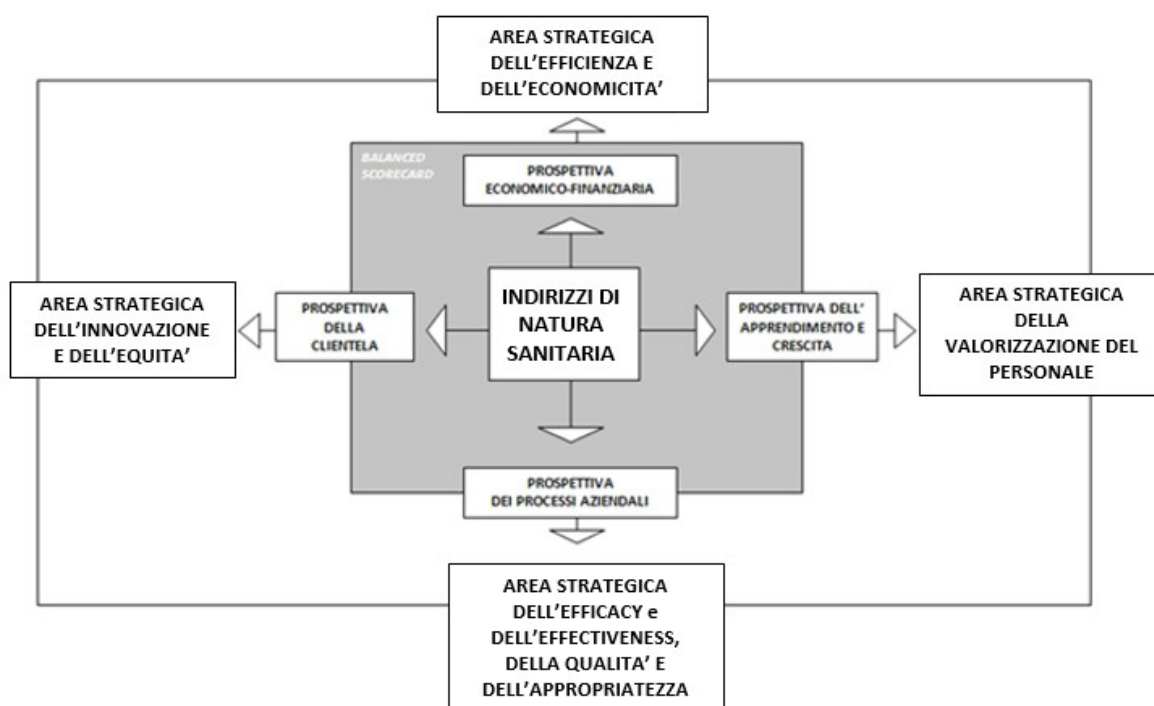 AREA STRATEGICA
DELL'EFFICIENZA E
DELL'ECONOMICITA'
BALANCED
SCORECARD
PROSPETTIVA
ECONOMICO-FINANZIARIA
AREA STRATEGICA
DELL'INNOVAZIONE
E DELL'EQUITA'
PROSPETTIVA
DELLA
CLIENTELA
INDIRIZZI DI
NATURA
SANITARIA
PROSPETTIVA DELL'
APPRENDIMENTO E
CRESCITA
AREA STRATEGICA
DELLA
VALORIZZAZIONE DEL
PERSONALE
PROSPETTIVA
DEI PROCESSI AZIENDALI
AREA STRATEGICA
DELL'EFFICACY e
DELL'EFFECTIVENESS,
DELLA QUALITA' E
DELL'APPROPRIATEZZA